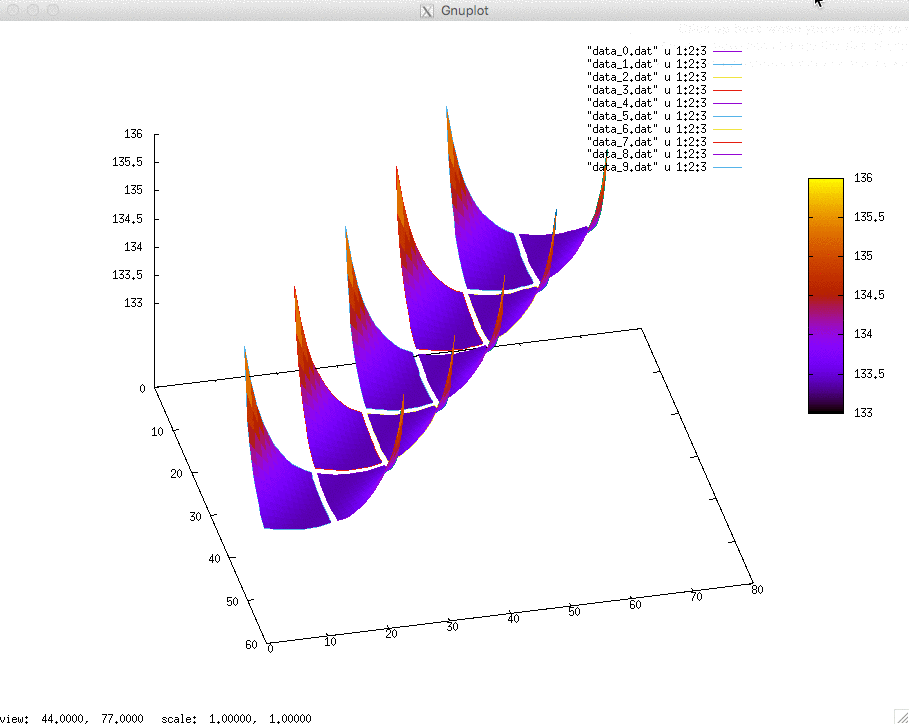 Gnuplot
"data_0.dat" u 1:2:3
"data_1.dat" u 1:2:3
"data_2.dat" u 1:2:3
"data_3.dat" u 1:2:3
"data_4.dat" u 1:2:3
"data_5.dat" u 1:2:3
"data_6.dat" u 1:2:3
"data_7.dat" u 1:2:3
"data_8.dat" u 1:2:3
"data_9.dat" u 1:2:3
136
135.5
135
134.5
134
133.5
133
136
135.5
135
134.5
134
133.5
133
0
10
20
30
40
50
60
0
10
20
30
40
50
60
70
80
view: 44.0000, 77.0000 scale: 1.00000, 1.00000